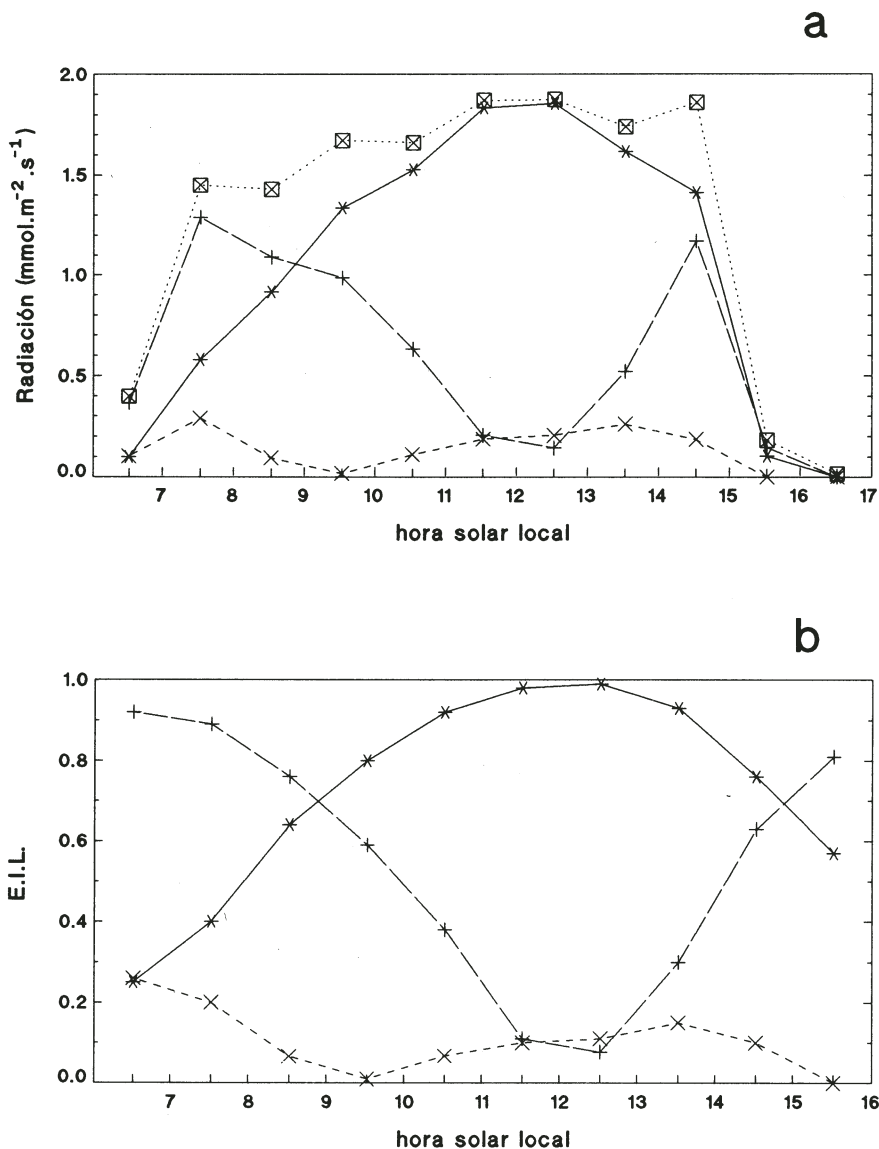 a
Radiación (mmol.m⁻².s⁻¹)
2.0
1.5
1.0
0.5
0.0
7 8 9 10 11 12 13 14 15 16 17
hora solar local
b
E.I.L.
1.0
0.8
0.6
0.4
0.2
0.0
7 8 9 10 11 12 13 14 15 16
hora solar local